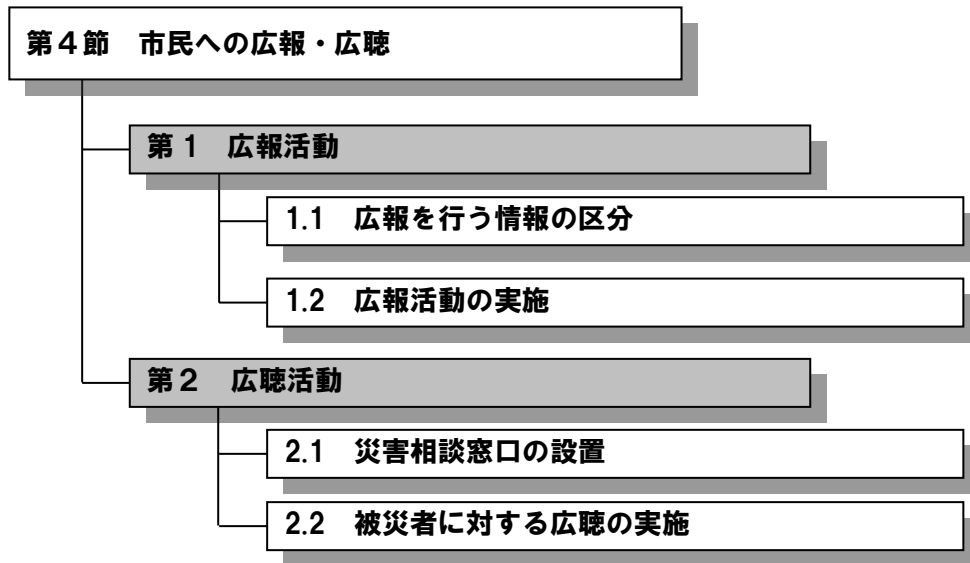 第4節　市民への広報・広聴
第1　広報活動
1.1　広報を行う情報の区分
1.2　広報活動の実施
第2　広聴活動
2.1　災害相談窓口の設置
2.2　被災者に対する広聴の実施